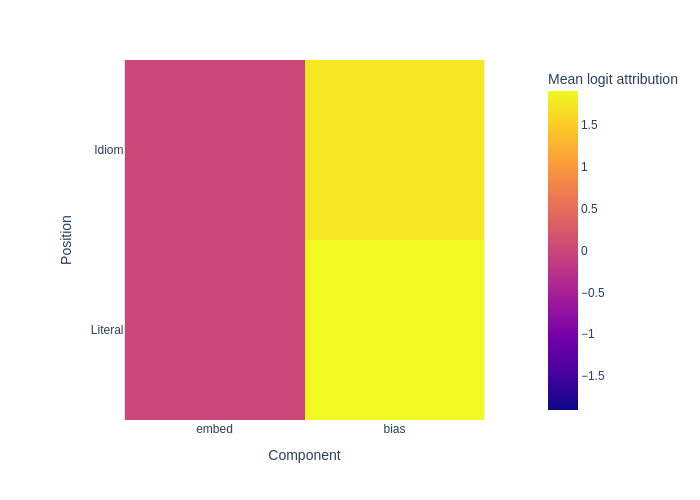 Mean logit attribution
1.5
1
0.5
0
−0.5
−1
−1.5
Position
Idiom
Literal
embed bias
Component